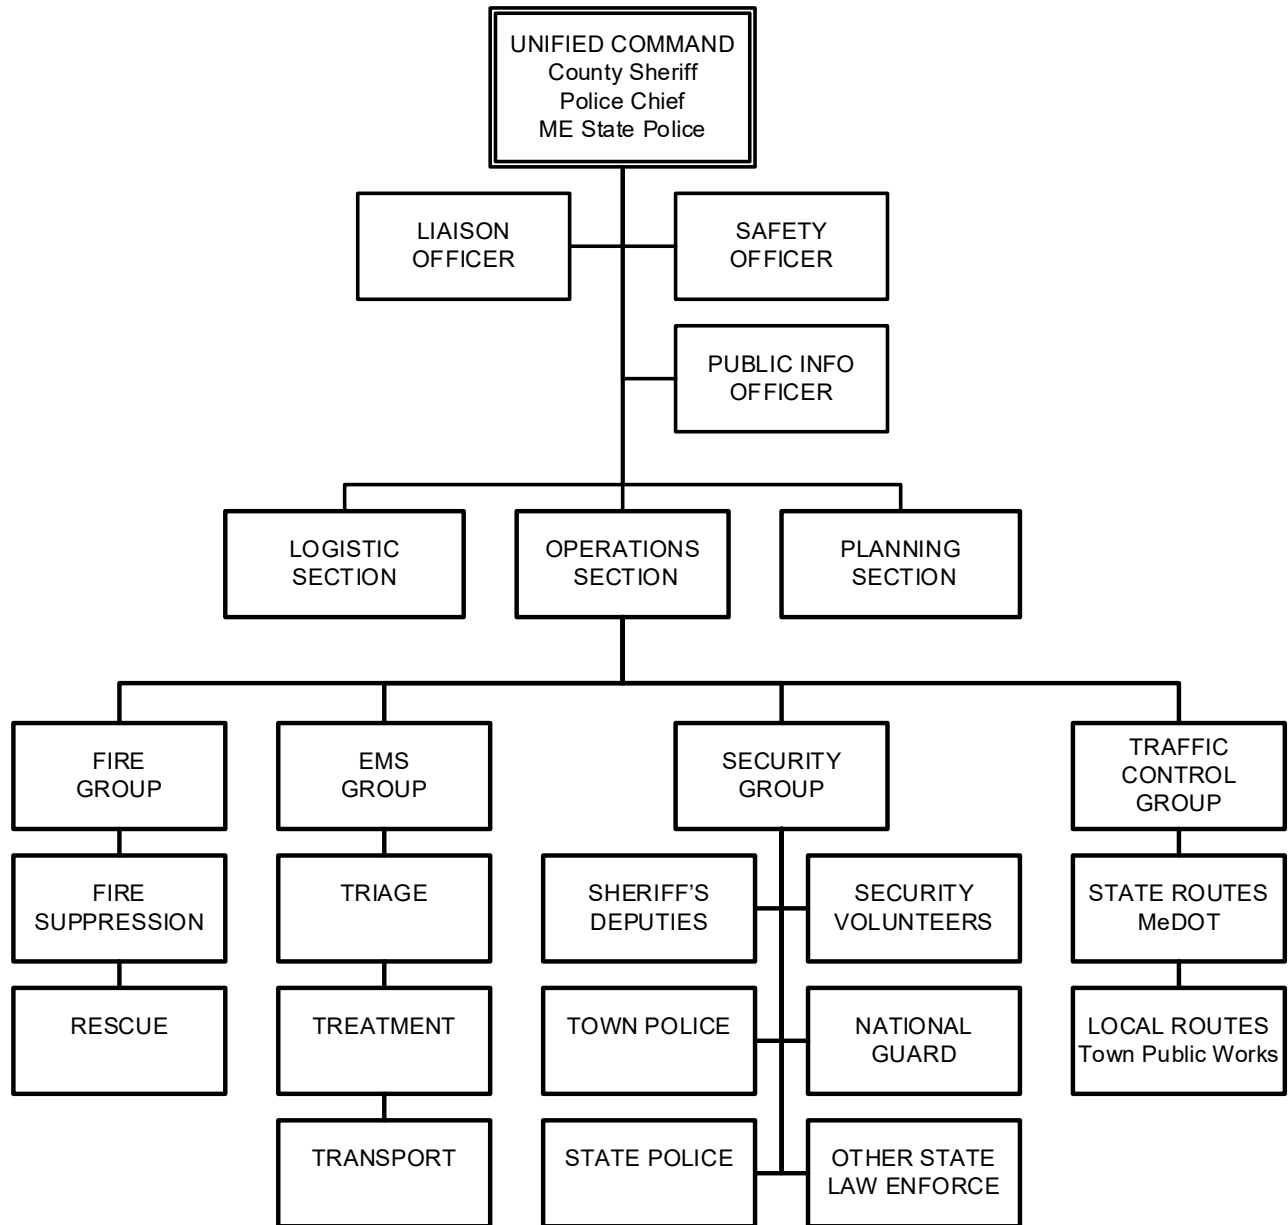 UNIFIED COMMAND
County Sheriff
Police Chief
ME State Police
LIAISON
OFFICER
SAFETY
OFFICER
PUBLIC INFO
OFFICER
LOGISTIC
SECTION
OPERATIONS
SECTION
PLANNING
SECTION
FIRE
GROUP
EMS
GROUP
SECURITY
GROUP
TRAFFIC
CONTROL
GROUP
FIRE
SUPPRESSION
TRIAGE
SHERIFF'S
DEPUTIES
SECURITY
VOLUNTEERS
STATE ROUTES
MeDOT
RESCUE
TREATMENT
TOWN POLICE
NATIONAL
GUARD
LOCAL ROUTES
Town Public Works
TRANSPORT
STATE POLICE
OTHER STATE
LAW ENFORCE